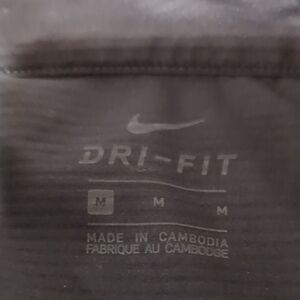 DRI-FIT
M M M
MADE IN CAMBODIA
FABRIQUE AU CAMBODGE